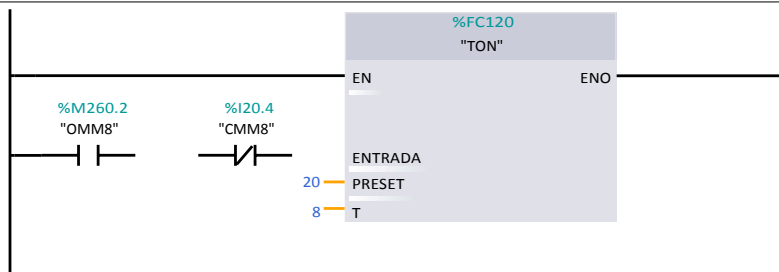 %FC120
"TON"
EN ENO
%M260.2 %I20.4
"OMM8" "CMM8"
ENTRADA
20 PRESET
8 T